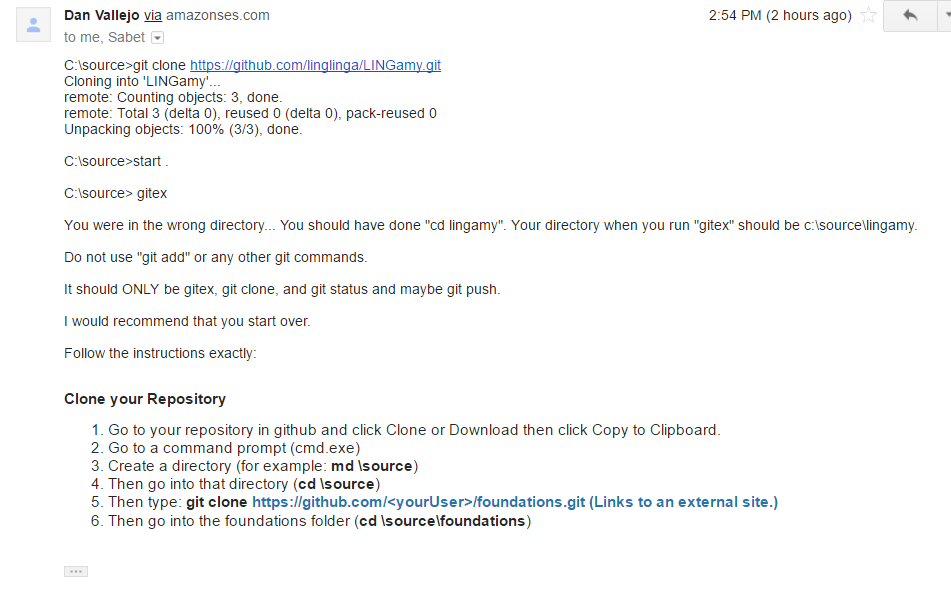 Dan Vallejo via amazonses.com 2:54 PM (2 hours ago)
to me, Sabet
C:\source>git clone https://github.com/linglinga/LINGamy.git
Cloning into 'LINGamy'...
remote: Counting objects: 3, done.
remote: Total 3 (delta 0), reused 0 (delta 0), pack-reused 0
Unpacking objects: 100% (3/3), done.
C:\source>start .
C:\source> gitex
You were in the wrong directory... You should have done "cd lingamy". Your directory when you run "gitex" should be c:\source\lingamy.
Do not use "git add" or any other git commands.
It should ONLY be gitex, git clone, and git status and maybe git push.
I would recommend that you start over.
Follow the instructions exactly:
Clone your Repository
1. Go to your repository in github and click Clone or Download then click Copy to Clipboard.
2. Go to a command prompt (cmd.exe)
3. Create a directory (for example: md \source)
4. Then go into that directory (cd \source)
5. Then type: git clone https://github.com/<yourUser>/foundations.git (Links to an external site.)
6. Then go into the foundations folder (cd \source\foundations)